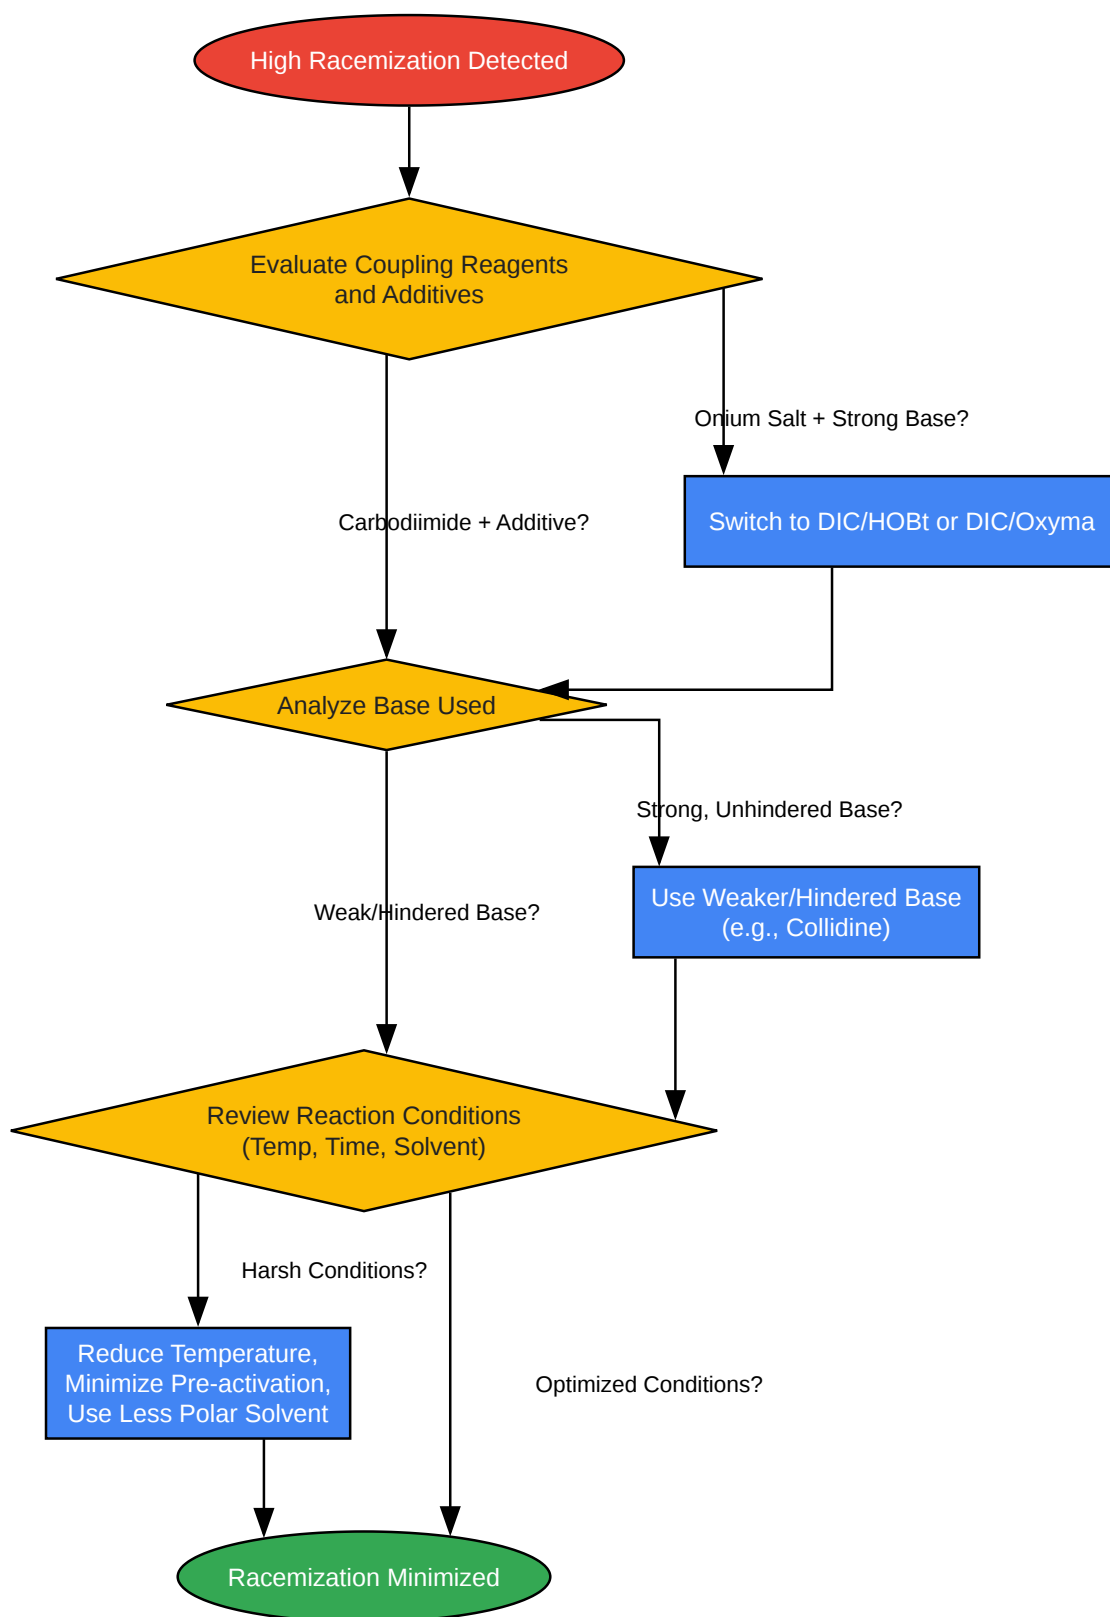 High Racemization Detected
Evaluate Coupling Reagents
and Additives
Onium Salt + Strong Base?
Switch to DIC/HOBt or DIC/Oxyma
Carbodiimide + Additive?
Analyze Base Used
Strong, Unhindered Base?
Use Weaker/Hindered Base
(e.g., Collidine)
Weak/Hindered Base?
Review Reaction Conditions
(Temp, Time, Solvent)
Harsh Conditions?
Reduce Temperature,
Minimize Pre-activation,
Use Less Polar Solvent
Optimized Conditions?
Racemization Minimized